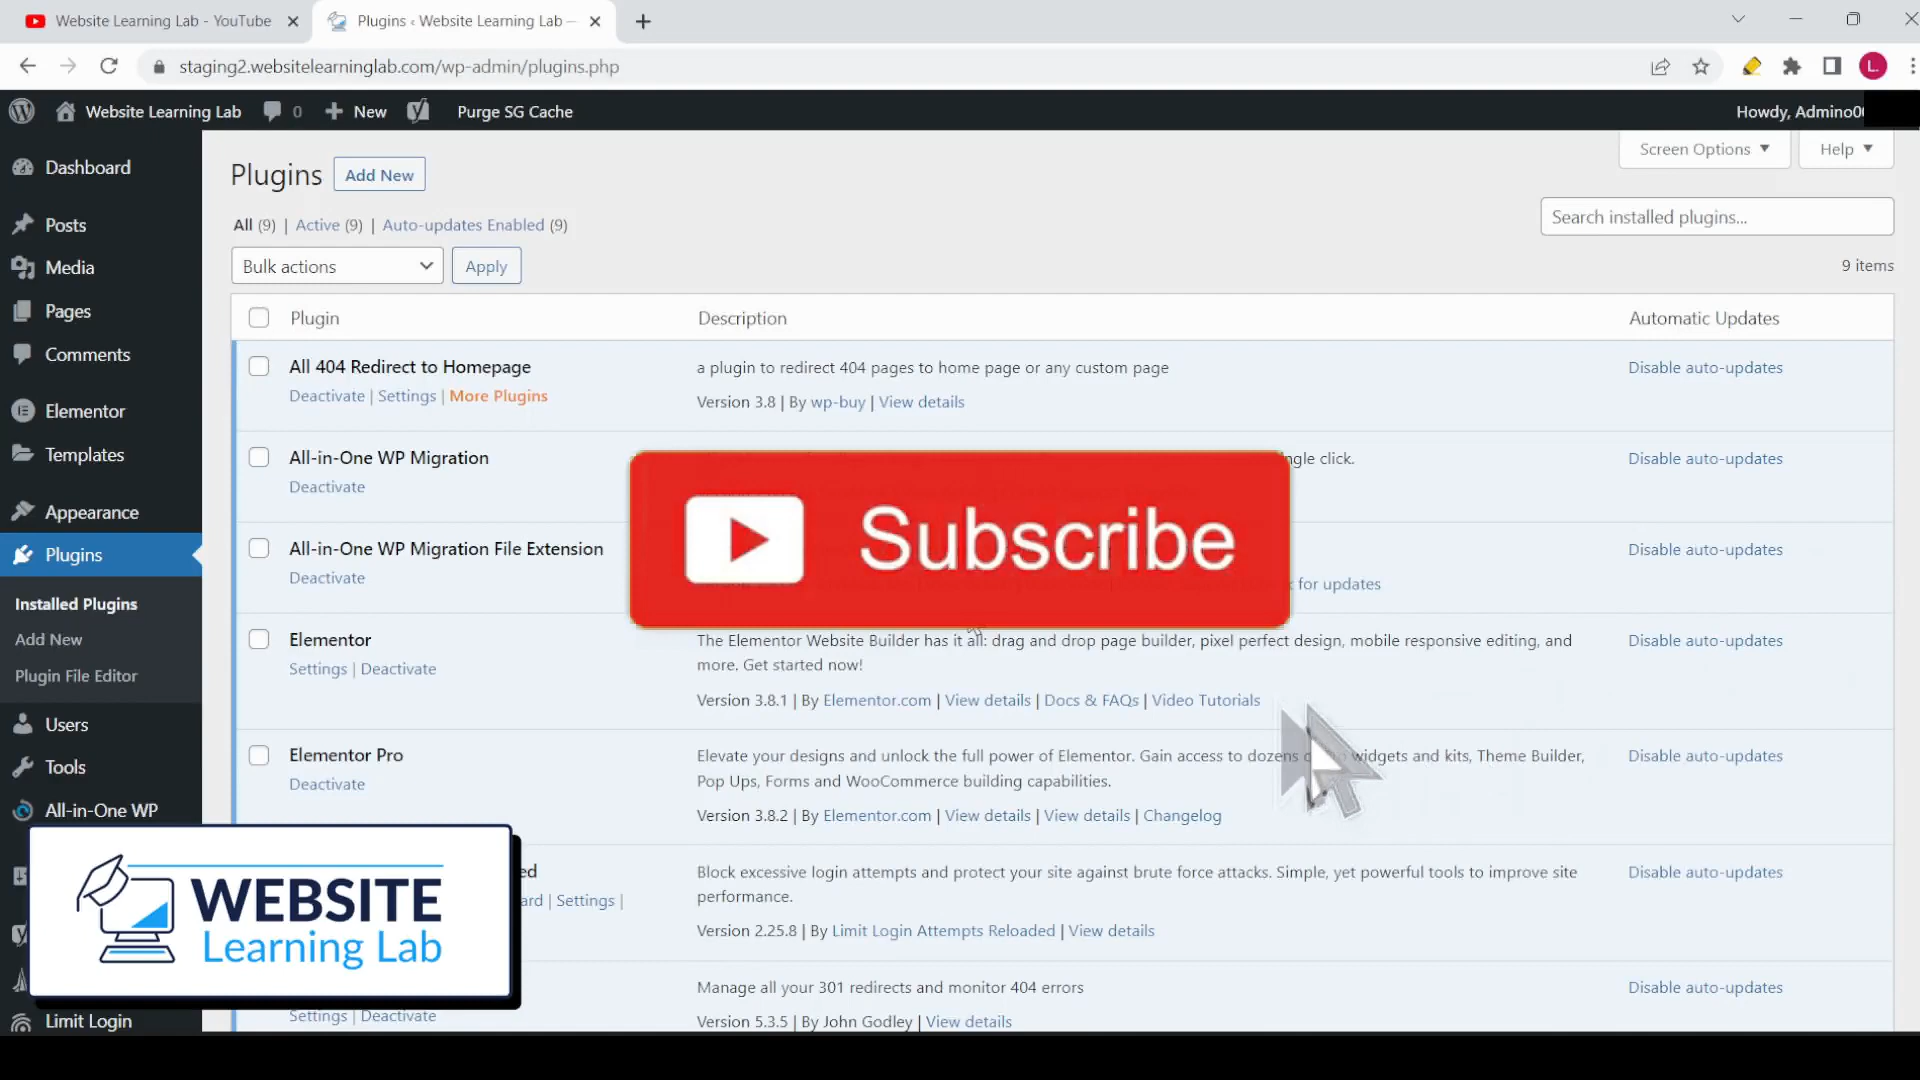 Website Learning Lab - YouTube
Plugins ‹ Website Learning Lab —
staging2.websitelearninglab.com/wp-admin/plugins.php
L.
Website Learning Lab 0 New Purge SG Cache
Howdy, Admino0
Dashboard
Posts
Media
Pages
Comments
Elementor
Templates
Appearance
Plugins
Installed Plugins
Add New
Plugin File Editor
Users
Tools
All-in-One WP
Limit Login
Screen Options Help
Plugins Add New
All (9) | Active (9) | Auto-updates Enabled (9)
Search installed plugins...
Bulk actions Apply
9 items
Plugin Description Automatic Updates
All 404 Redirect to Homepage
Deactivate | Settings | More Plugins
a plugin to redirect 404 pages to home page or any custom page
Version 3.8 | By wp-buy | View details
Disable auto-updates
All-in-One WP Migration
Deactivate
click.
Disable auto-updates
All-in-One WP Migration File Extension
Deactivate
for updates
Disable auto-updates
Subscribe
Elementor
Settings | Deactivate
The Elementor Website Builder has it all: drag and drop page builder, pixel perfect design, mobile responsive editing, and
more. Get started now!
Version 3.8.1 | By Elementor.com | View details | Docs & FAQs | Video Tutorials
Disable auto-updates
Elementor Pro
Deactivate
Elevate your designs and unlock the full power of Elementor. Gain access to dozens widgets and kits, Theme Builder,
Pop Ups, Forms and WooCommerce building capabilities.
Version 3.8.2 | By Elementor.com | View details | View details | Changelog
Disable auto-updates
ed
ard | Settings |
Block excessive login attempts and protect your site against brute force attacks. Simple, yet powerful tools to improve site
performance.
Version 2.25.8 | By Limit Login Attempts Reloaded | View details
Disable auto-updates
Settings | Deactivate
Manage all your 301 redirects and monitor 404 errors
Version 5.3.5 | By John Godley | View details
Disable auto-updates
WEBSITE
Learning Lab